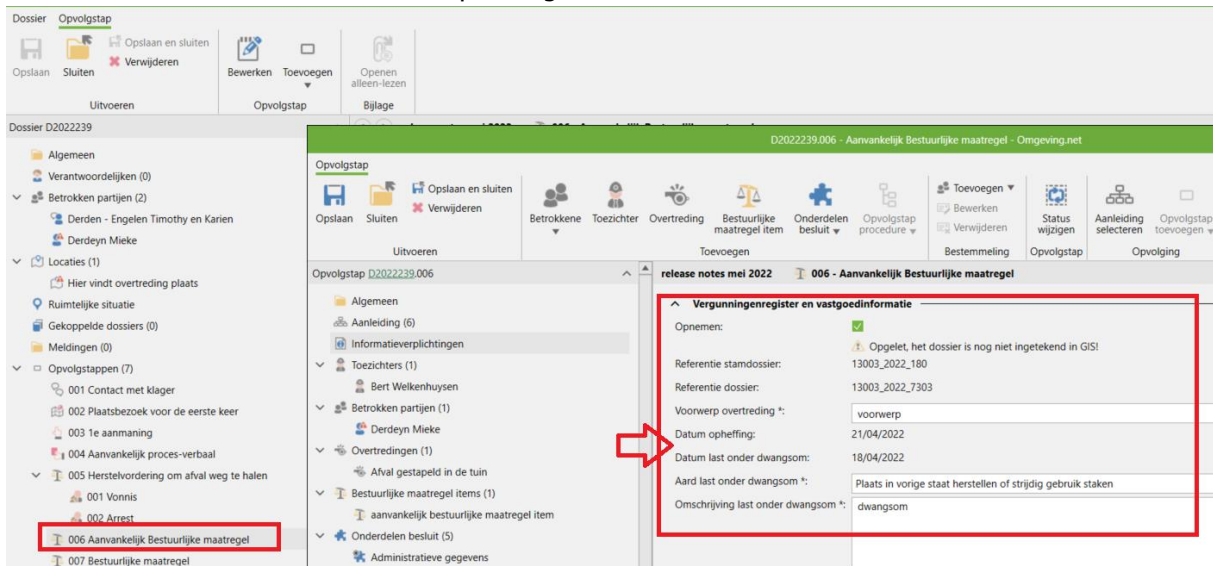 Dossier Opvolgstap
Opslaan Sluiten Opslaan en sluiten Verwijderen
Bewerken Toevoegen
Openen alleen-lezen
Uitvoeren Opvolgstap Bijlage
Dossier D2022239
Algemeen
Verantwoordelijken (0)
Betrokken partijen (2)
Derden - Engelen Timothy en Karien
Derdeyn Mieke
Locaties (1)
Hier vindt overtreding plaats
Ruimtelijke situatie
Gekoppelde dossiers (0)
Meldingen (0)
Opvolgstappen (7)
001 Contact met klager
002 Plaatsbezoek voor de eerste keer
003 1e aanmaning
004 Aanvankelijk proces-verbaal
005 Herstelvordering om afval weg te halen
001 Vonnis
002 Arrest
006 Aanvankelijk Bestuurlijke maatregel
007 Bestuurlijke maatregel
D2022239.006 - Aanvankelijk Bestuurlijke maatregel - Omgeving.net
Opvolgstap
Opslaan Sluiten Opslaan en sluiten Verwijderen
Betrokkene Toezichter Overtreding Bestuurlijke maatregel item Onderdelen besluit Opvolgstap procedure
Toevoegen
Bewerken
Verwijderen
Status wijzigen
Aanleiding selecteren
Opvolgstap toevoegen
Uitvoeren Toevoegen Bestemmeling Opvolgstap Opvolging
Opvolgstap D2022239.006
Algemeen
Aanleiding (6)
Informatieverplichtingen
Toezichters (1)
Bert Welkenhuysen
Betrokken partijen (1)
Derdeyn Mieke
Overtredingen (1)
Afval gestapeld in de tuin
Bestuurlijke maatregel items (1)
aanvankelijk bestuurlijke maatregel item
Onderdelen besluit (5)
Administratieve gegevens
release notes mei 2022 006 - Aanvankelijk Bestuurlijke maatregel
Vergunningenregister en vastgoedinformatie
Opnemen:
Opgelet, het dossier is nog niet ingetekend in GIS!
Referentie stamdossier: 13003_2022_180
Referentie dossier: 13003_2022_7303
Voorwerp overtreding *: voorwerp
Datum opheffing: 21/04/2022
Datum last onder dwangsom: 18/04/2022
Aard last onder dwangsom *: Plaats in vorige staat herstellen of strijdig gebruik staken
Omschrijving last onder dwangsom *: dwangsom